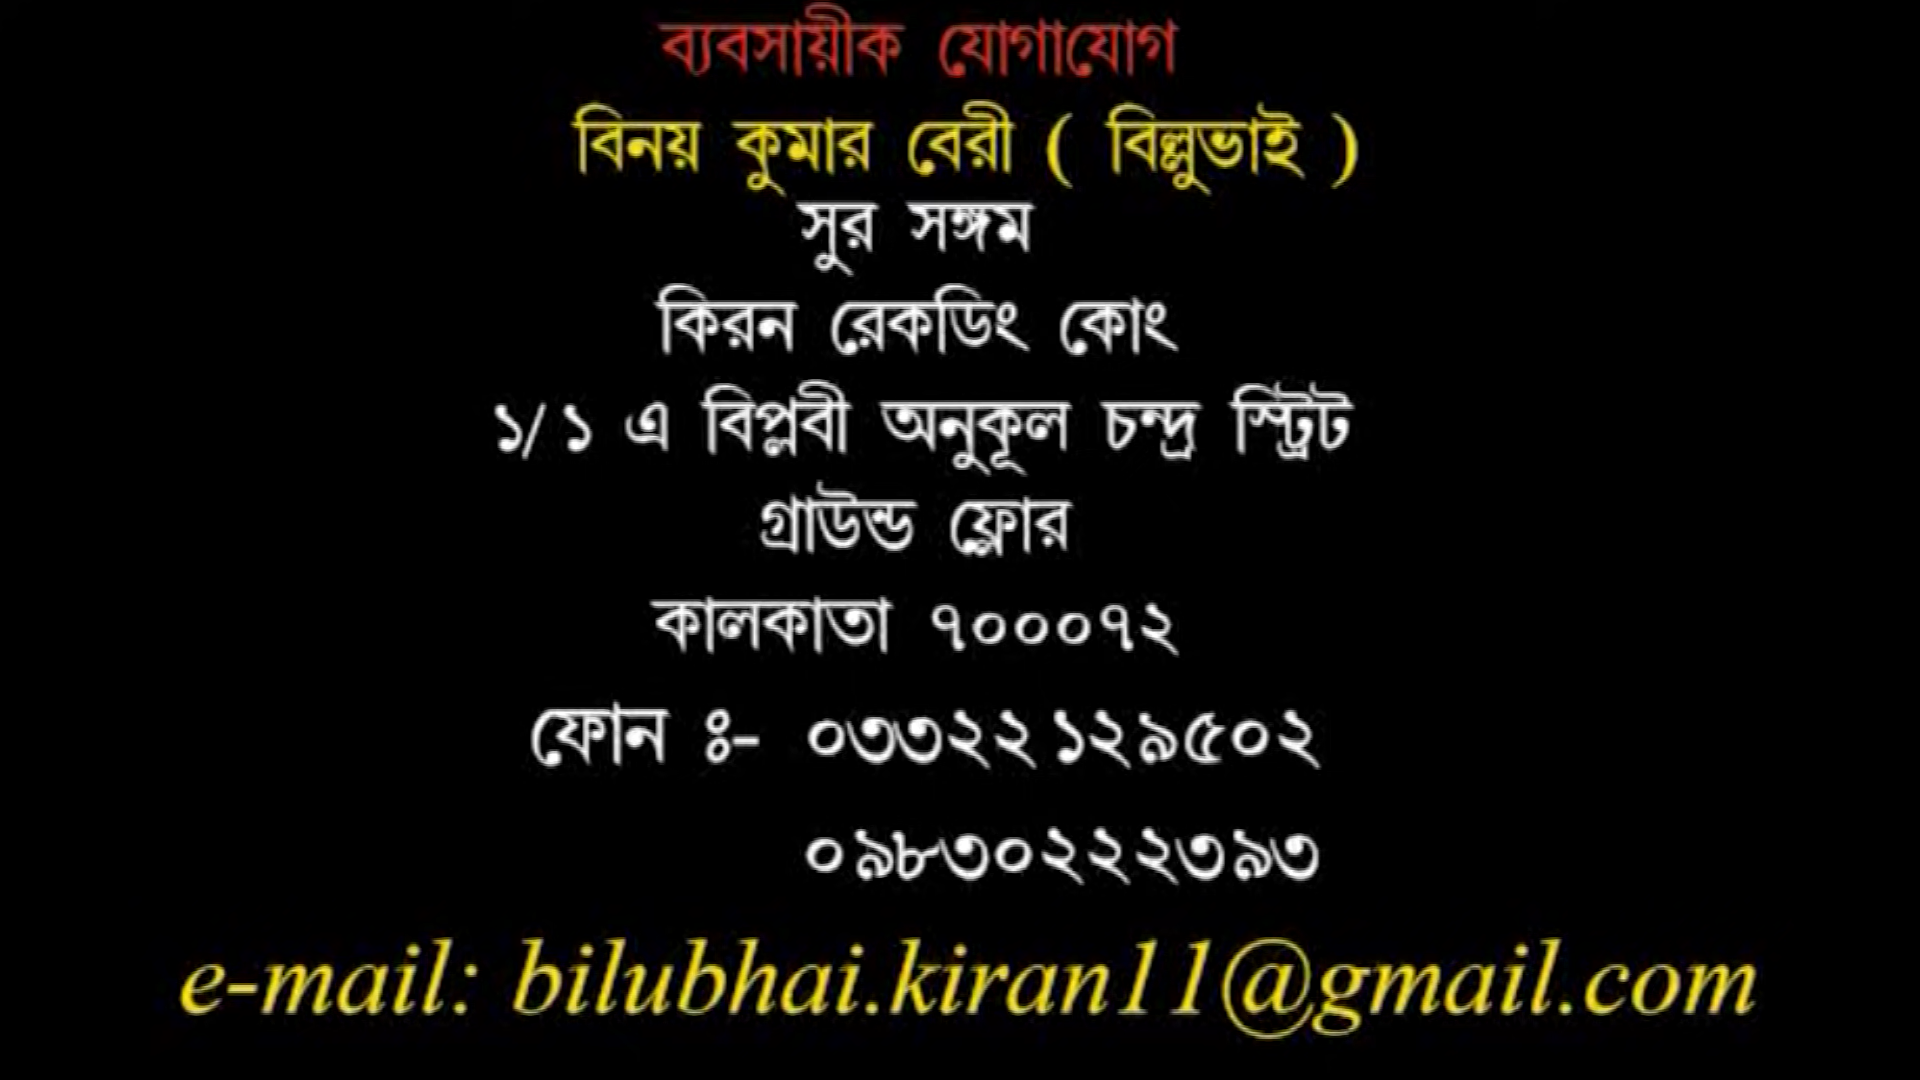 ব্যবসায়ীক যোগাযোগ
বিনয় কুমার বেরী ( বিল্লুভাই )
সুর সঙ্গম
কিরন রেকডিং কোং
১/১ এ বিপ্লবী অনুকূল চন্দ্র স্ট্রিট
গ্রাউন্ড ফ্লোর
কালকাতা ৭০০০৭২
ফোন ঃ- ০৩৩২২১২৯৫০২
০৯৮৩০২২২৩৯৩
e-mail: bilubhai.kiran11@gmail.com